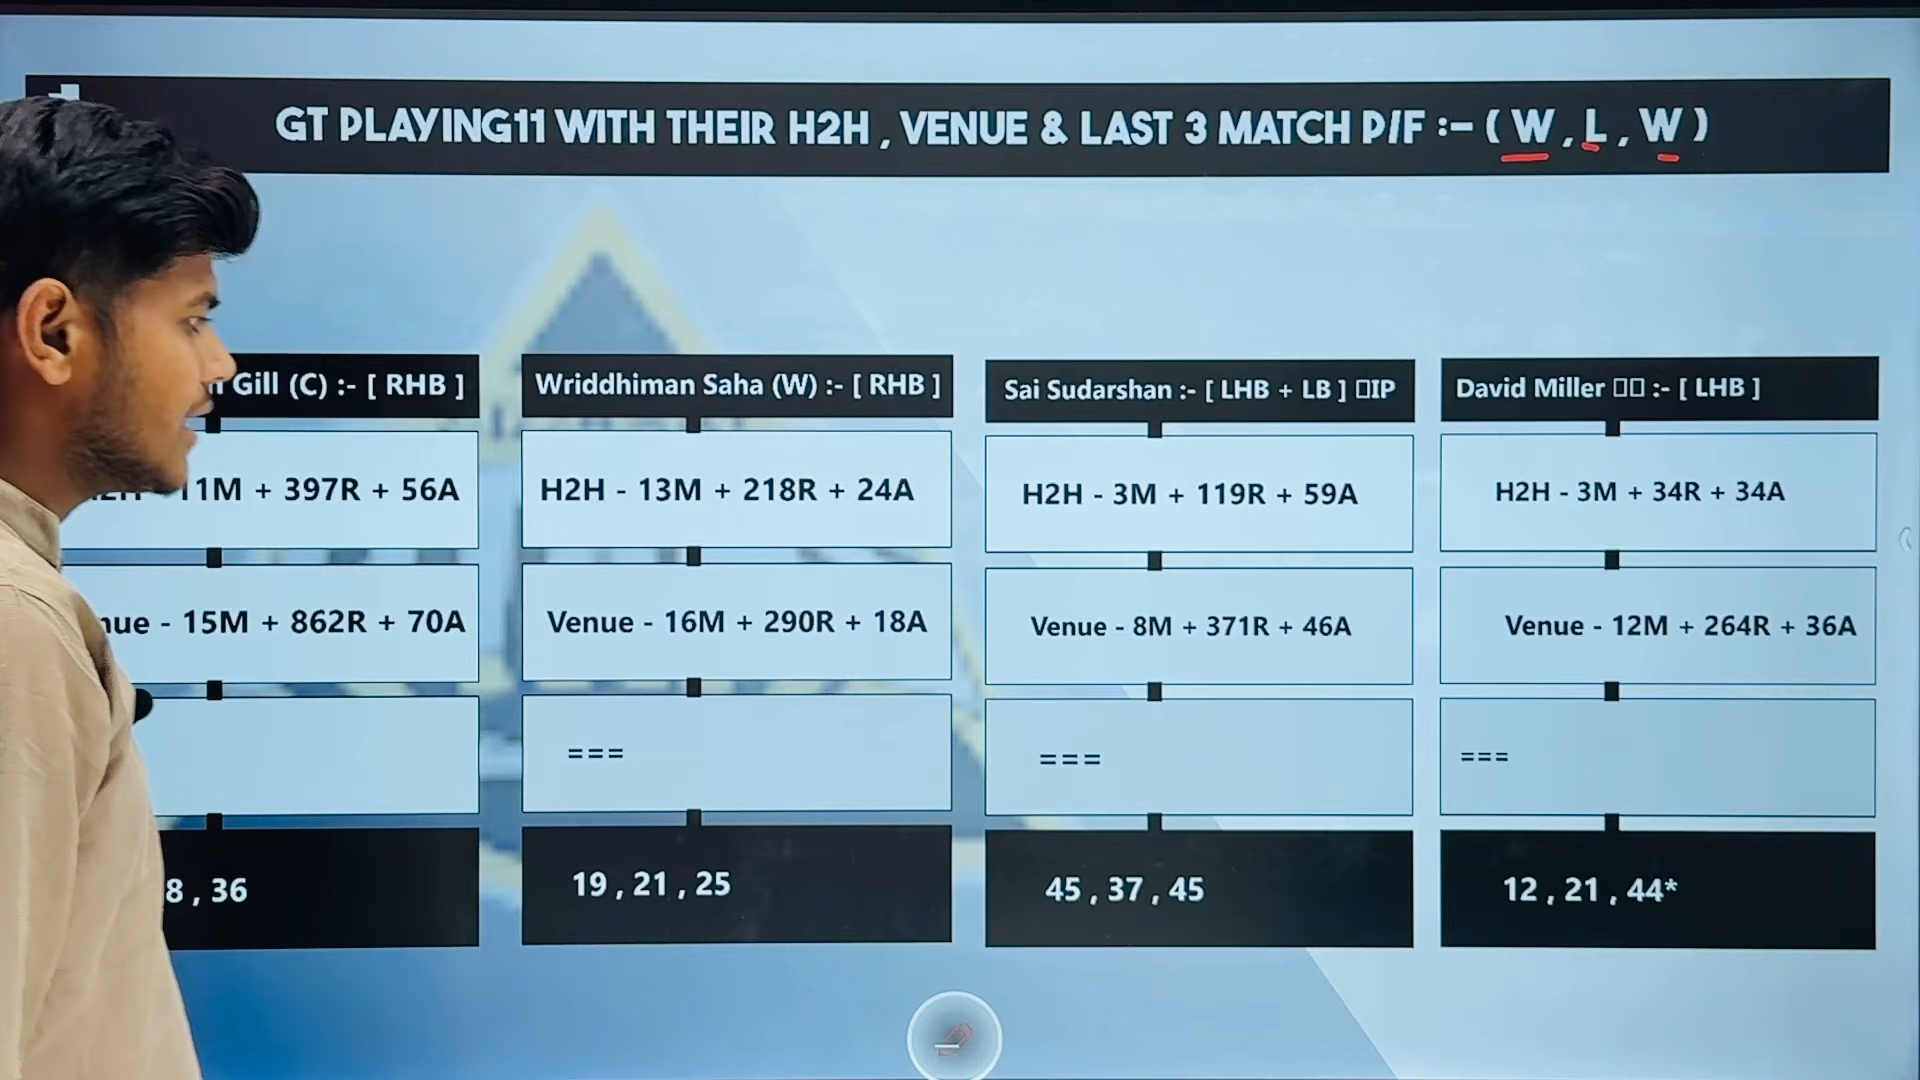 GT PLAYING11 WITH THEIR H2H , VENUE & LAST 3 MATCH P/F :- ( W , L , W )
Gill (C) :- [ RHB ]
11M + 397R + 56A
- 15M + 862R + 70A
8 , 36
Wriddhiman Saha (W) :- [ RHB ]
H2H - 13M + 218R + 24A
Venue - 16M + 290R + 18A
===
19 , 21 , 25
Sai Sudarshan :- [ LHB + LB ] □IP
H2H - 3M + 119R + 59A
Venue - 8M + 371R + 46A
===
45 , 37 , 45
David Miller □□ :- [ LHB ]
H2H - 3M + 34R + 34A
Venue - 12M + 264R + 36A
===
12 , 21 , 44*